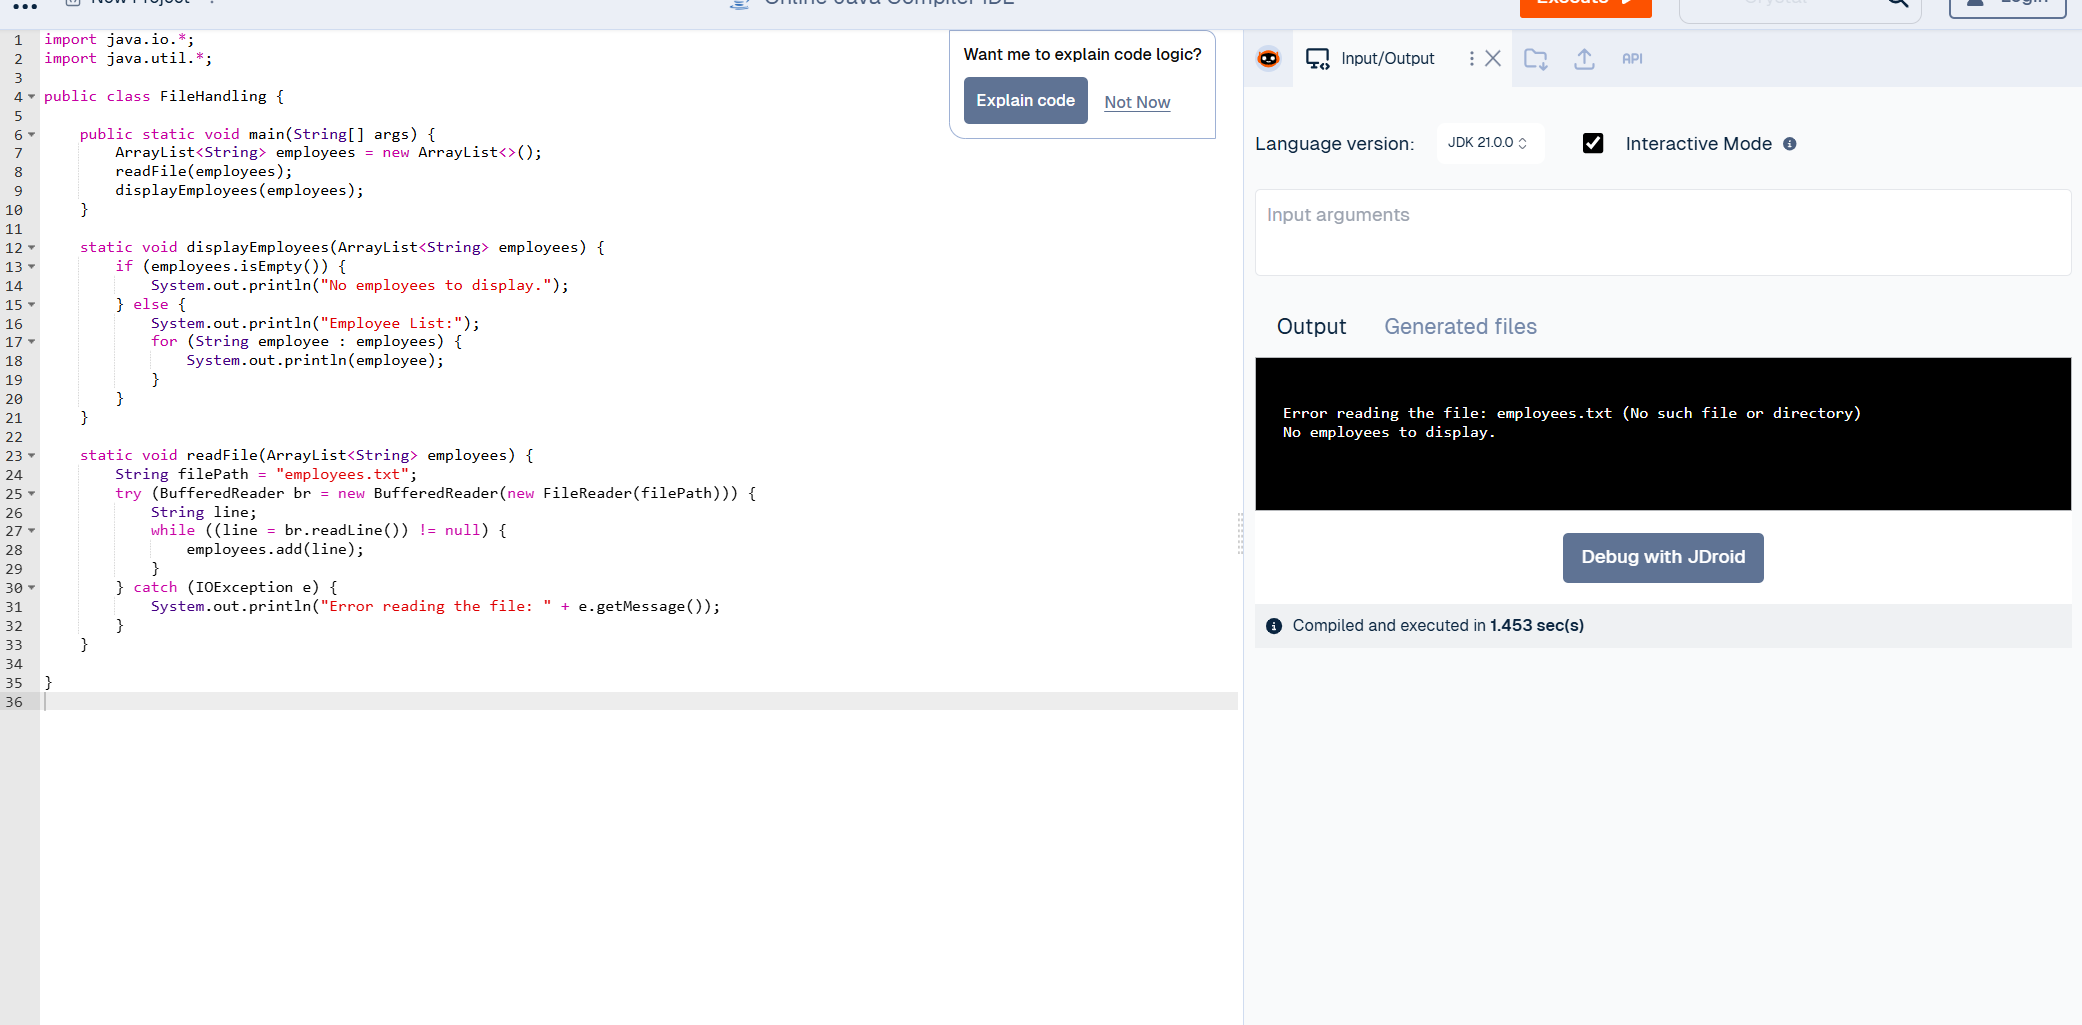 New Project
Online Java Compiler IDE
Execute
Login
1 import java.io.*;
2 import java.util.*;
3
4 public class FileHandling {
5
6     public static void main(String[] args) {
7         ArrayList<String> employees = new ArrayList<>();
8         readFile(employees);
9         displayEmployees(employees);
10     }
11
12     static void displayEmployees(ArrayList<String> employees) {
13         if (employees.isEmpty()) {
14             System.out.println("No employees to display.");
15         } else {
16             System.out.println("Employee List:");
17             for (String employee : employees) {
18                 System.out.println(employee);
19             }
20         }
21     }
22
23     static void readFile(ArrayList<String> employees) {
24         String filePath = "employees.txt";
25         try (BufferedReader br = new BufferedReader(new FileReader(filePath))) {
26             String line;
27             while ((line = br.readLine()) != null) {
28                 employees.add(line);
29             }
30         } catch (IOException e) {
31             System.out.println("Error reading the file: " + e.getMessage());
32         }
33     }
34
35 }
36
Want me to explain code logic?
Explain code
Not Now
Input/Output
API
Language version:
JDK 21.0.0
Interactive Mode
Input arguments
Output
Generated files
Error reading the file: employees.txt (No such file or directory)
No employees to display.
Debug with JDroid
Compiled and executed in 1.453 sec(s)